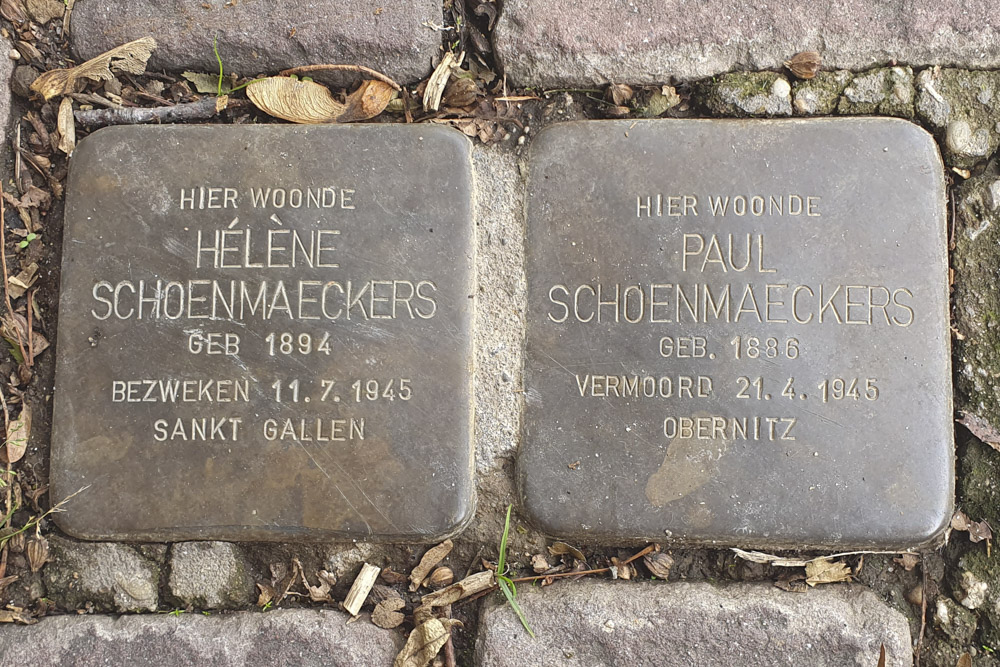 HIER WOONDE
HÉLÈNE
SCHOENMAECKERS
GEB 1894
BEZWEKEN 11.7.1945
SANKT GALLEN
HIER WOONDE
PAUL
SCHOENMAECKERS
GEB. 1886
VERMOORD 21.4.1945
OBERNITZ